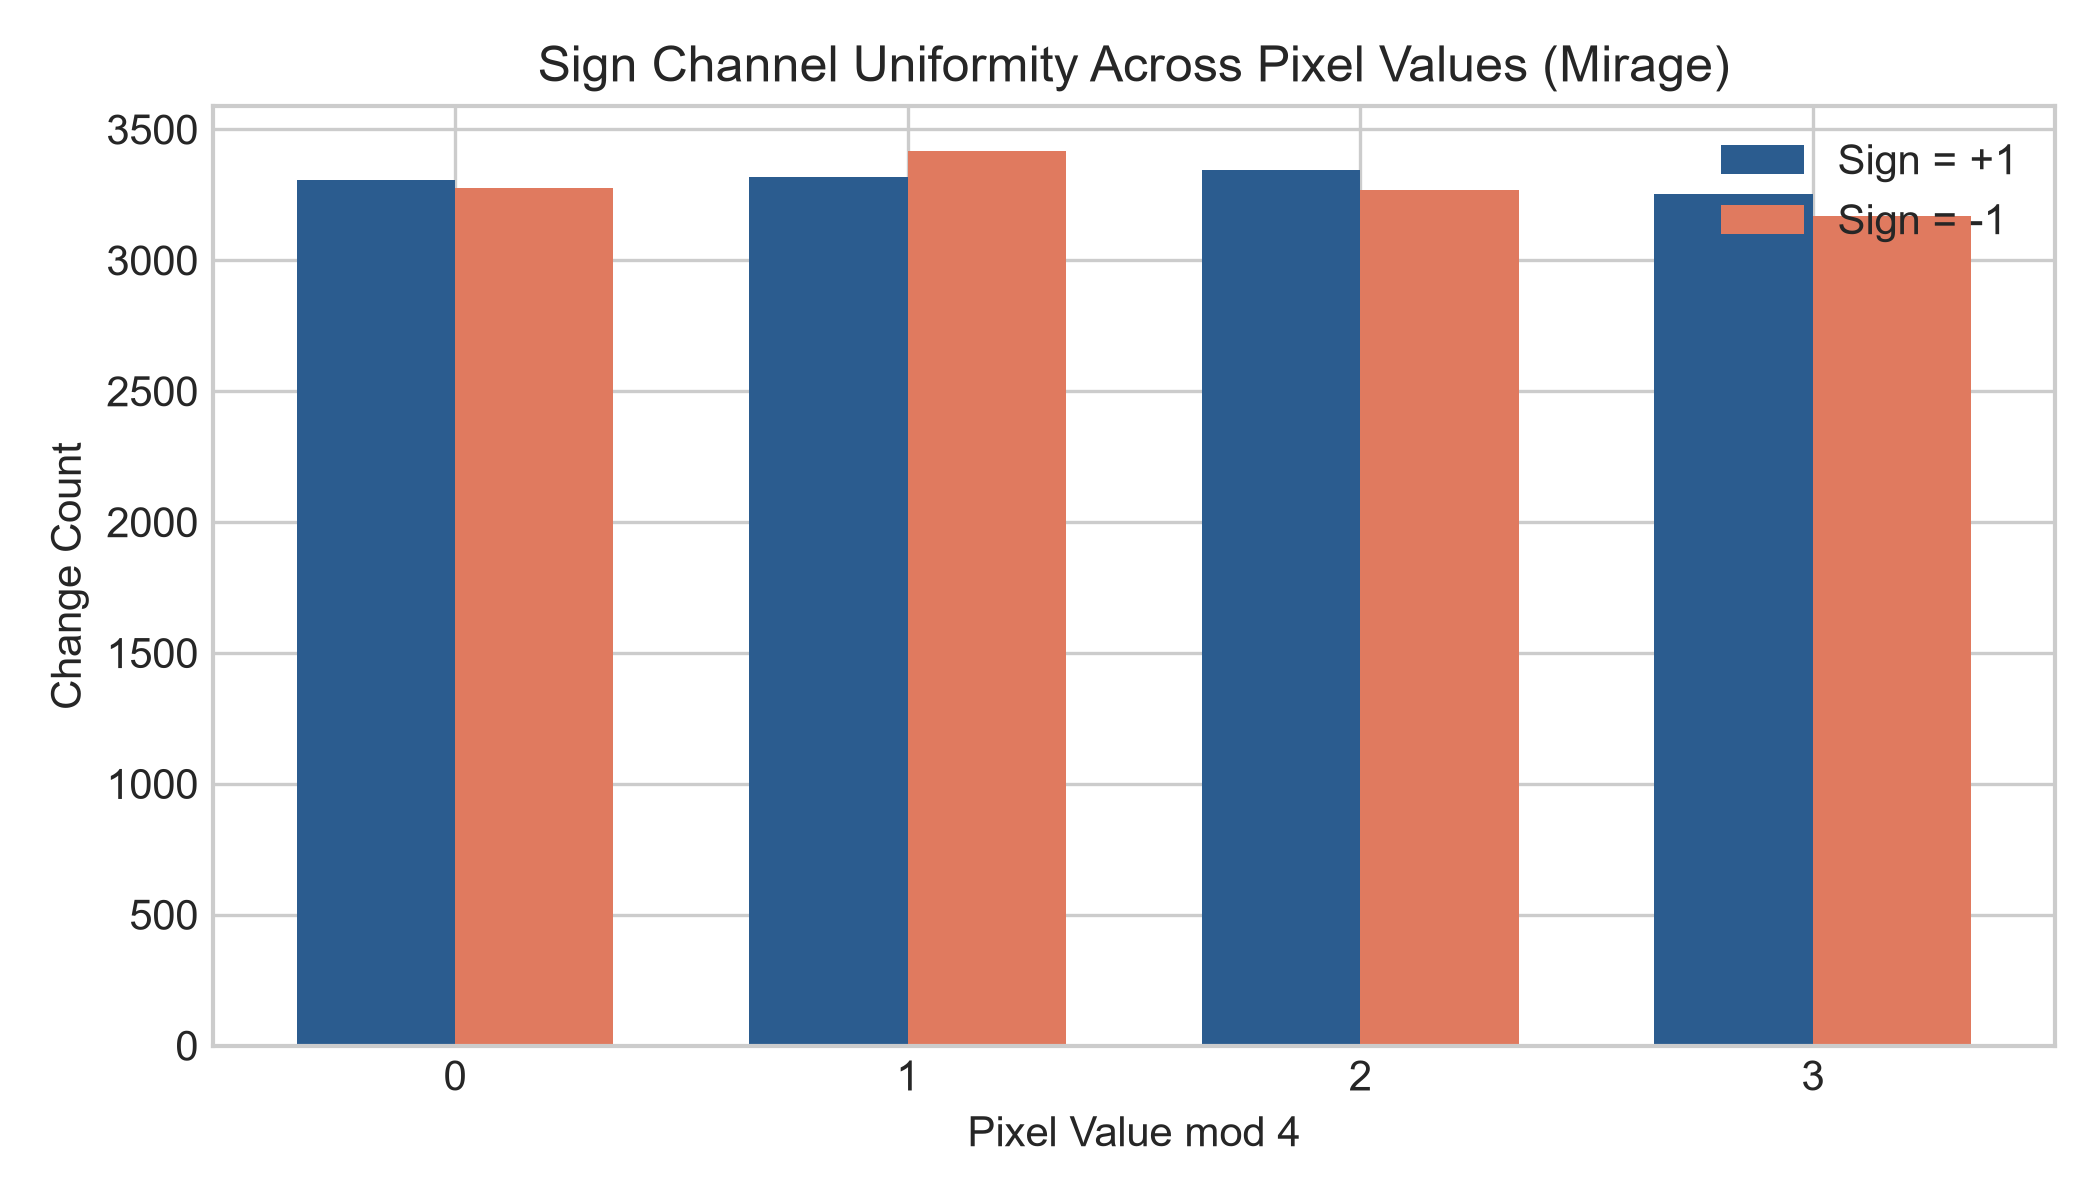 Sign Channel Uniformity Across Pixel Values (Mirage)
3500
3000
2500
2000
1500
1000
500
0
Change Count
Sign = +1
Sign = -1
0 1 2 3
Pixel Value mod 4